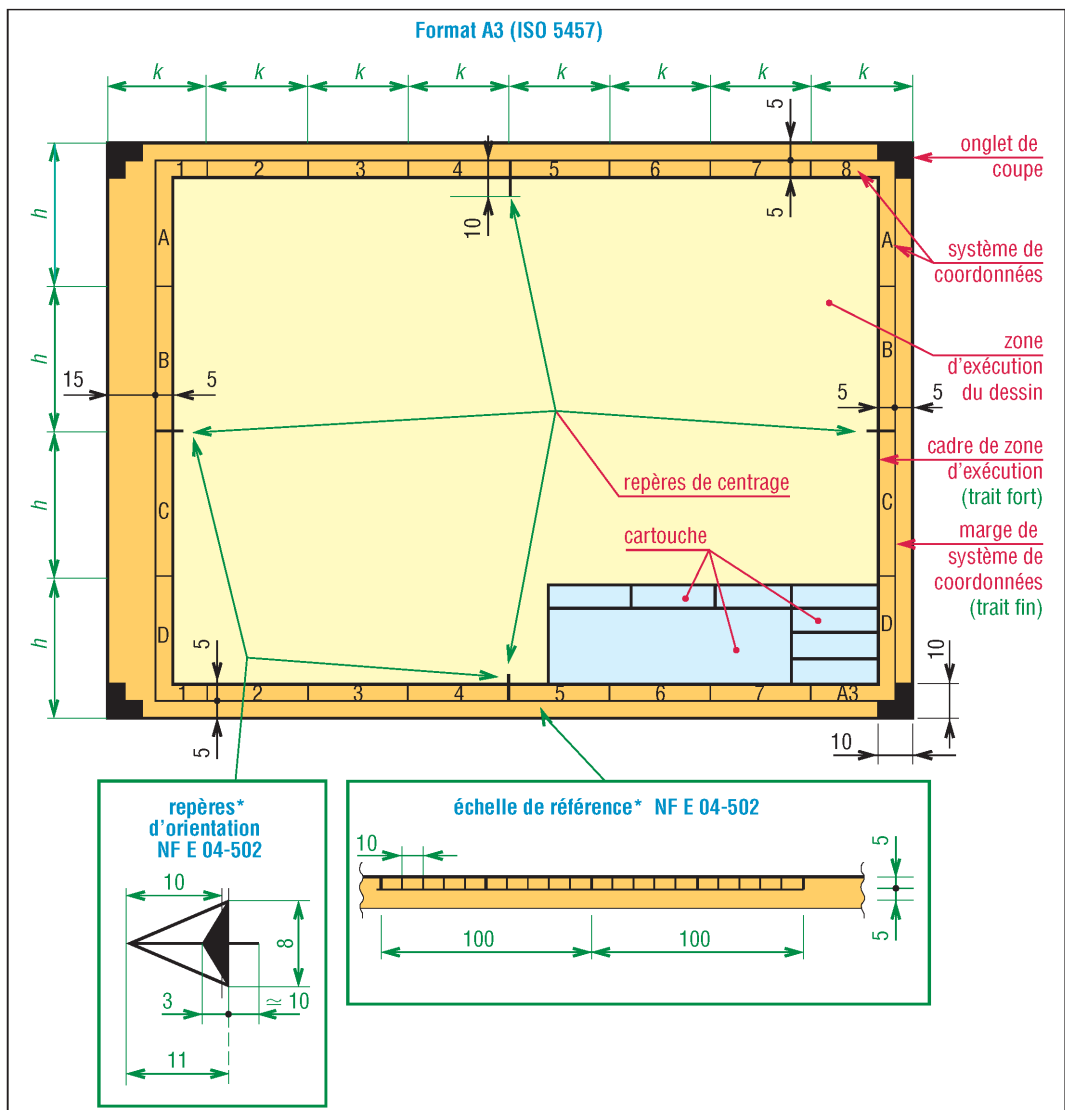 Format A3 (ISO 5457)
k k k k k k k k
5
onglet de
coupe
1 2 3 4 5 6 7 8
10
5
h
A
A
système de
coordonnées
h
B
B
zone
d'exécution
du dessin
15
5
5
5
cadre de zone
d'exécution
(trait fort)
repères de centrage
h
C
C
cartouche
marge de
système de
coordonnées
(trait fin)
h
D
D
5
10
1 2 3 4 5 6 7 A3
5
10
repères*
d'orientation
NF E 04-502
10
8
3
≃ 10
11
échelle de référence* NF E 04-502
10
5
100
100
5